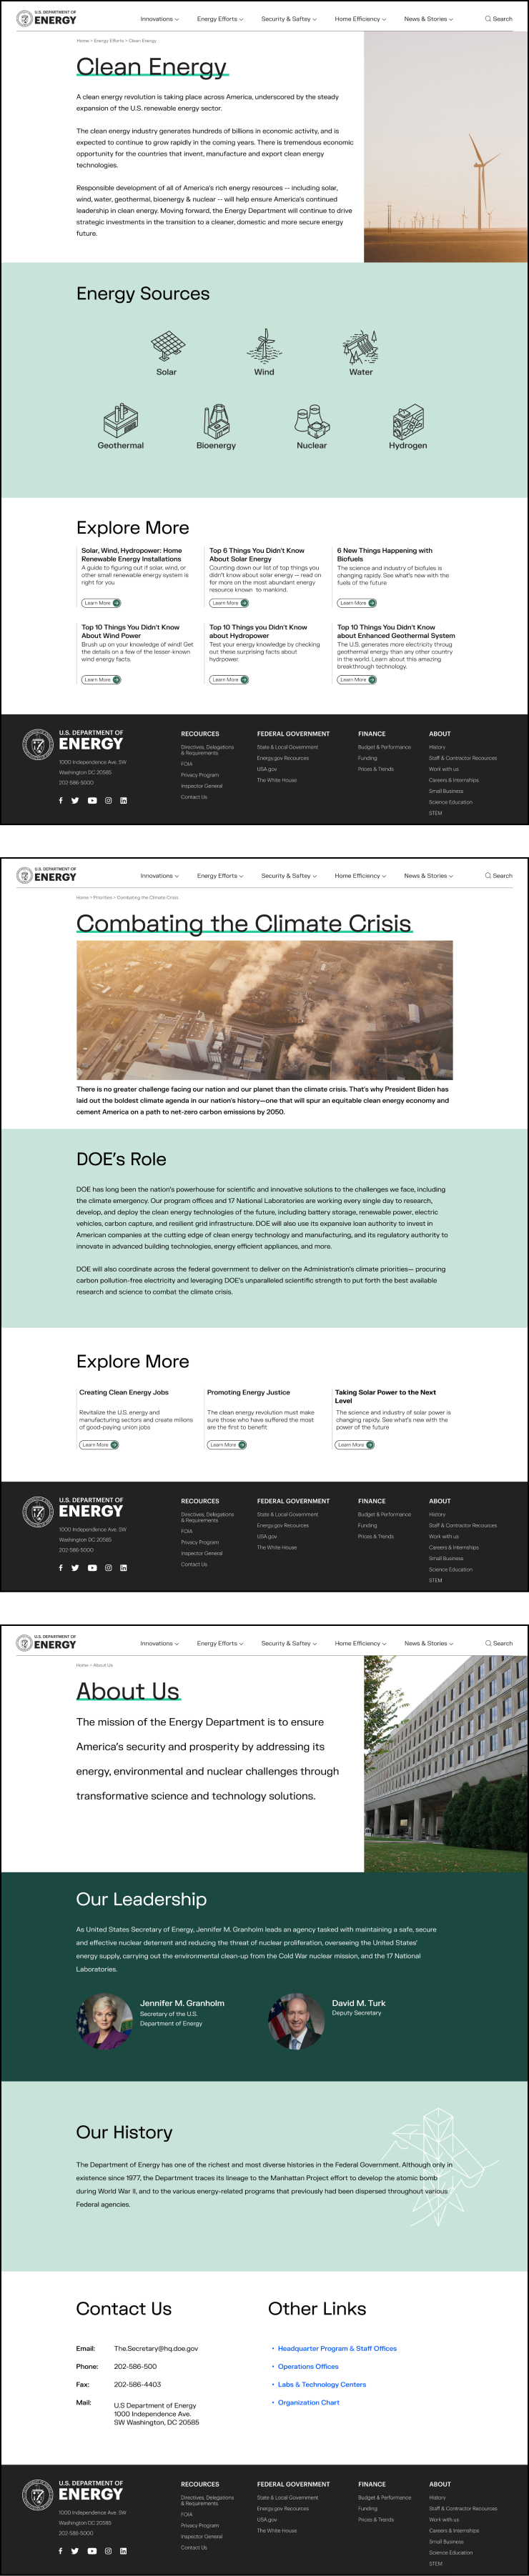 U.S. DEPARTMENT OF
ENERGY
Innovations
Energy Efforts
Security & Saftey
Home Efficiency
News & Stories
Search
Home > Energy Efforts > Clean Energy
Clean Energy
A clean energy revolution is taking place across America, underscored by the steady
expansion of the U.S. renewable energy sector.
The clean energy industry generates hundreds of billions in economic activity, and is
expected to continue to grow rapidly in the coming years. There is tremendous economic
opportunity for the countries that invent, manufacture and export clean energy
technologies.
Responsible development of all of America's rich energy resources -- including solar,
wind, water, geothermal, bioenergy & nuclear -- will help ensure America's continued
leadership in clean energy. Moving forward, the Energy Department will continue to drive
strategic investments in the transition to a cleaner, domestic and more secure energy
future.
Energy Sources
Solar
Wind
Water
Geothermal
Bioenergy
Nuclear
Hydrogen
Explore More
Solar, Wind, Hydropower: Home
Renewable Energy Installations
A guide to figuring out if solar, wind, or
other small renewable energy system is
right for you
Learn More
Top 6 Things You Didn't Know
About Solar Energy
Counting down our list of top things you
didn't know about solar energy -- read on
for more on the most abundant energy
resource known to mankind.
Learn More
6 New Things Happening with
Biofuels
The science and industry of biofules is
changing rapidly. See what's new with the
fuels of the future
Learn More
Top 10 Things You Didn't Know
About Wind Power
Brush up on your knowledge of wind! Get
the details on a few of the lesser-known
wind energy facts.
Learn More
Top 10 Things you Didn't Know
about Hydropower
Test your energy knowledge by checking
out these surprising facts about
hydrpower.
Learn More
Top 10 Things You Didn't Know
about Enhanced Geothermal System
The U.S. generates more electricity throug
geothermal energy than any other country
in the world. Learn about this amazing
breakthrough technology.
Learn More
U.S. DEPARTMENT OF
ENERGY
1000 Independence Ave. SW
Washington DC 20585
202-586-5000
RECOURCES
Directives, Delegations
& Requirements
FOIA
Privacy Program
Inspector General
Contact Us
FEDERAL GOVERNMENT
State & Local Government
Energy.gov Recources
USA.gov
The White House
FINANCE
Budget & Performance
Funding
Prices & Trends
ABOUT
History
Staff & Contractor Resources
Work with us
Careers & Internships
Small Business
Science Education
STEM
U.S. DEPARTMENT OF
ENERGY
Innovations
Energy Efforts
Security & Saftey
Home Efficiency
News & Stories
Search
Home > Priorities > Combating the Climate Crisis
Combating the Climate Crisis
There is no greater challenge facing our nation and our planet than the climate crisis. That's why President Biden has
laid out the boldest climate agenda in our nation's history—one that will spur an equitable clean energy economy and
cement America on a path to net-zero carbon emissions by 2050.
DOE's Role
DOE has long been the nation's powerhouse for scientific and innovative solutions to the challenges we face, including
the climate emergency. Our program offices and 17 National Laboratories are working every single day to research,
develop, and deploy the clean energy technologies of the future, including battery storage, renewable power, electric
vehicles, carbon capture, and resilient grid infrastructure. DOE will also use its expansive loan authority to invest in
American companies at the cutting edge of clean energy technology and manufacturing, and its regulatory authority to
innovate in advanced building technologies, energy efficient appliances, and more.
DOE will also coordinate across the federal government to deliver on the Administration's climate priorities— procuring
carbon pollution-free electricity and leveraging DOE's unparalleled scientific strength to put forth the best available
research and science to combat the climate crisis.
Explore More
Creating Clean Energy Jobs
Revitalize the U.S. energy and
manufacturing sectors and create milions
of good-paying union jobs
Learn More
Promoting Energy Justice
The clean energy revolution must make
sure those who have suffered the most
are the first to benefit
Learn More
Taking Solar Power to the Next
Level
The science and industry of solar power is
changing rapidly. See what's new with the
power of the future
Learn More
U.S. DEPARTMENT OF
ENERGY
1000 Independence Ave. SW
Washington DC 20585
202-586-5000
RECOURCES
Directives, Delegations
& Requirements
FOIA
Privacy Program
Inspector General
Contact Us
FEDERAL GOVERNMENT
State & Local Government
Energy.gov Recources
USA.gov
The White House
FINANCE
Budget & Performance
Funding
Prices & Trends
ABOUT
History
Staff & Contractor Resources
Work with us
Careers & Internships
Small Business
Science Education
STEM
U.S. DEPARTMENT OF
ENERGY
Innovations
Energy Efforts
Security & Saftey
Home Efficiency
News & Stories
Search
Home > About Us
About Us
The mission of the Energy Department is to ensure
America's security and prosperity by addressing its
energy, environmental and nuclear challenges through
transformative science and technology solutions.
Our Leadership
As United States Secretary of Energy, Jennifer M. Granholm leads an agency tasked with maintaining a safe, secure
and effective nuclear deterrent and reducing the threat of nuclear proliferation, overseeing the United States'
energy supply, carrying out the environmental clean-up from the Cold War nuclear mission, and the 17 National
Laboratories.
Jennifer M. Granholm
Secretary of the U.S.
Department of Energy
David M. Turk
Deputy Secretary
Our History
The Department of Energy has one of the richest and most diverse histories in the Federal Government. Although only in
existence since 1977, the Department traces its lineage to the Manhattan Project effort to develop the atomic bomb
during World War II, and to the various energy-related programs that previously had been dispersed throughout various
Federal agencies.
Contact Us
Email: The.Secretary@hq.doe.gov
Phone: 202-586-500
Fax: 202-586-4403
Mail: U.S Department of Energy
1000 Independence Ave.
SW Washington, DC 20585
Other Links
• Headquarter Program & Staff Offices
• Operations Offices
• Labs & Technology Centers
• Organization Chart
U.S. DEPARTMENT OF
ENERGY
1000 Independence Ave. SW
Washington DC 20585
202-586-5000
RECOURCES
Directives, Delegations
& Requirements
FOIA
Privacy Program
Inspector General
Contact Us
FEDERAL GOVERNMENT
State & Local Government
Energy.gov Recources
USA.gov
The White House
FINANCE
Budget & Performance
Funding
Prices & Trends
ABOUT
History
Staff & Contractor Resources
Work with us
Careers & Internships
Small Business
Science Education
STEM